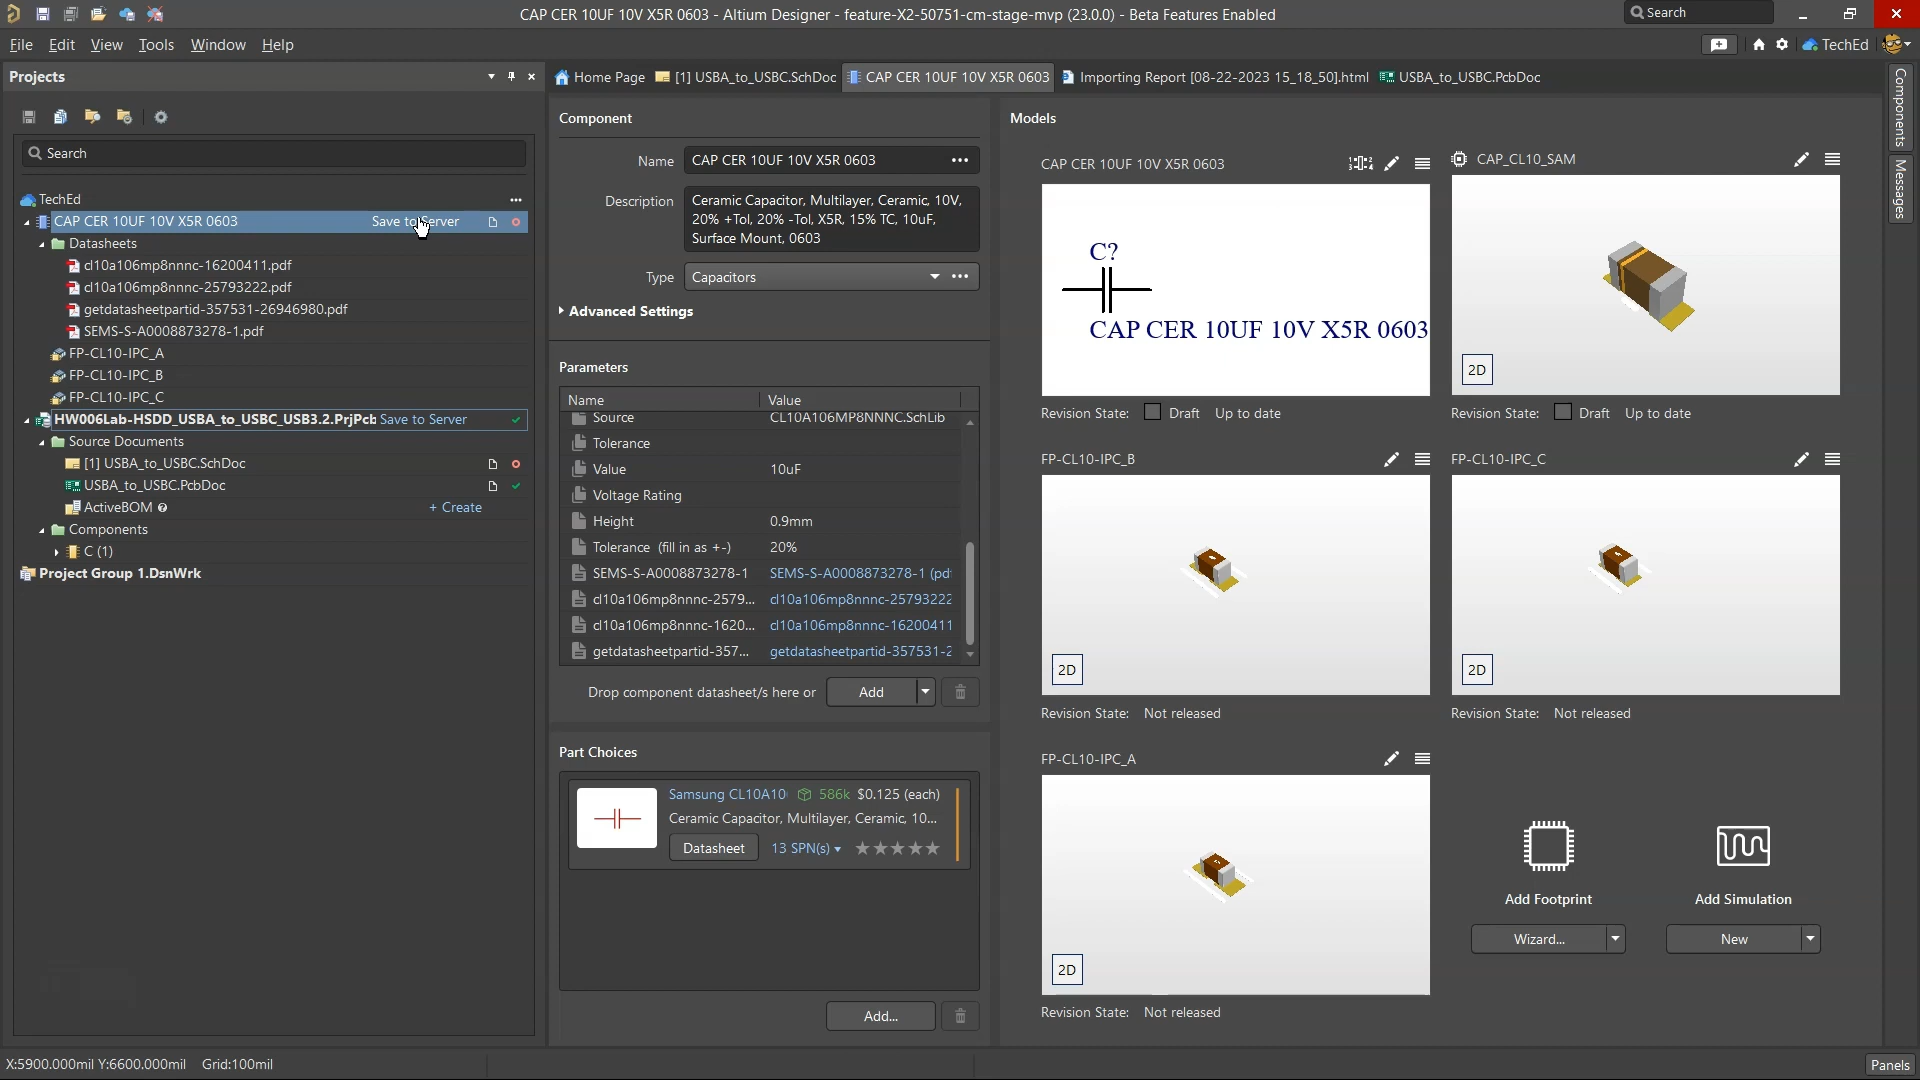 CAP CER 10UF 10V X5R 0603 - Altium Designer - feature-X2-50751-cm-stage-mvp (23.0.0) - Beta Features Enabled
Search
File Edit View Tools Window Help
TechEd
Projects
Search
TechEd
CAP CER 10UF 10V X5R 0603 Save to Server
Datasheets
cl10a106mp8nnnc-16200411.pdf
cl10a106mp8nnnc-25793222.pdf
getdatasheetpartid-357531-26946980.pdf
SEMS-S-A0008873278-1.pdf
FP-CL10-IPC_A
FP-CL10-IPC_B
FP-CL10-IPC_C
HW006Lab-HSDD_USBA_to_USBC_USB3.2.PrjPcb Save to Server
Source Documents
[1] USBA_to_USBC.SchDoc
USBA_to_USBC.PcbDoc
ActiveBOM + Create
Components
C (1)
Project Group 1.DsnWrk
Home Page [1] USBA_to_USBC.SchDoc CAP CER 10UF 10V X5R 0603 Importing Report [08-22-2023 15_18_50].html USBA_to_USBC.PcbDoc
Component
Name CAP CER 10UF 10V X5R 0603
Description Ceramic Capacitor, Multilayer, Ceramic, 10V,
20% +Tol, 20% -Tol, X5R, 15% TC, 10uF,
Surface Mount, 0603
Type Capacitors
Advanced Settings
Parameters
Name Value
Source CL10A106MP8NNNC.SchLib
Tolerance
Value 10uF
Voltage Rating
Height 0.9mm
Tolerance (fill in as +-) 20%
SEMS-S-A0008873278-1 SEMS-S-A0008873278-1 (pdf
cl10a106mp8nnnc-2579... cl10a106mp8nnnc-25793222
cl10a106mp8nnnc-1620... cl10a106mp8nnnc-16200411
getdatasheetpartid-357... getdatasheetpartid-357531-2
Drop component datasheet/s here or Add
Part Choices
Samsung CL10A10 586k $0.125 (each)
Ceramic Capacitor, Multilayer, Ceramic, 10...
Datasheet 13 SPN(s)
Add...
Models
CAP CER 10UF 10V X5R 0603
C?
CAP CER 10UF 10V X5R 0603
Revision State: Draft Up to date
CAP_CL10_SAM
2D
Revision State: Draft Up to date
FP-CL10-IPC_B
2D
Revision State: Not released
FP-CL10-IPC_C
2D
Revision State: Not released
FP-CL10-IPC_A
2D
Revision State: Not released
Add Footprint
Wizard...
Add Simulation
New
Components
Messages
X:5900.000mil Y:6600.000mil Grid:100mil
Panels